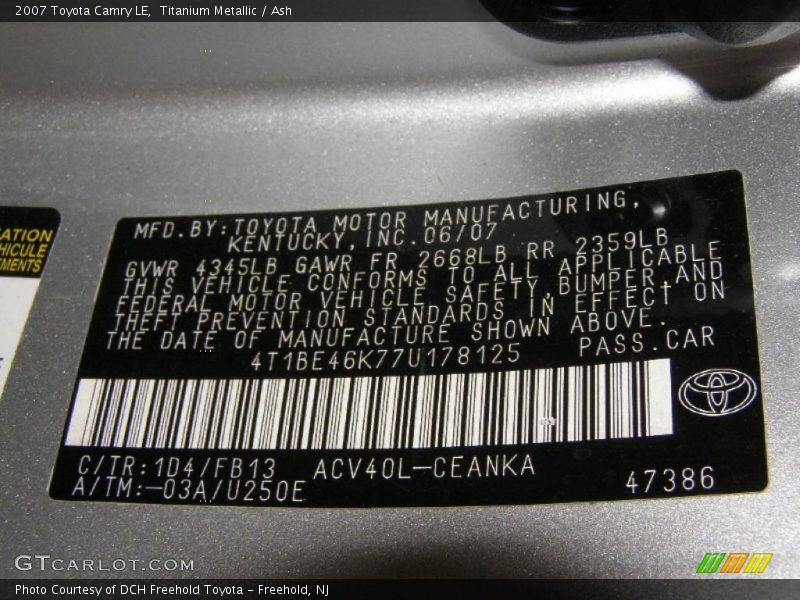 2007 Toyota Camry LE,  Titanium Metallic / Ash
ATION
HICULE
EMENTS
MFD. BY: TOYOTA MOTOR MANUFACTURING,
KENTUCKY, INC. 06/07
GVWR 4345LB GAWR FR 2668LB RR 2359LB
THIS VEHICLE CONFORMS TO ALL APPLICABLE
FEDERAL MOTOR VEHICLE SAFETY, BUMPER, AND
THEFT PREVENTION STANDARDS IN EFFECT ON
THE DATE OF MANUFACTURE SHOWN ABOVE.
4T1BE46K77U178125 PASS. CAR
C/TR: 1D4/FB13 ACV40L-CEANKA
A/TM:-03A/U250E 47386
GTCARLOT.COM
Photo Courtesy of DCH Freehold Toyota - Freehold, NJ